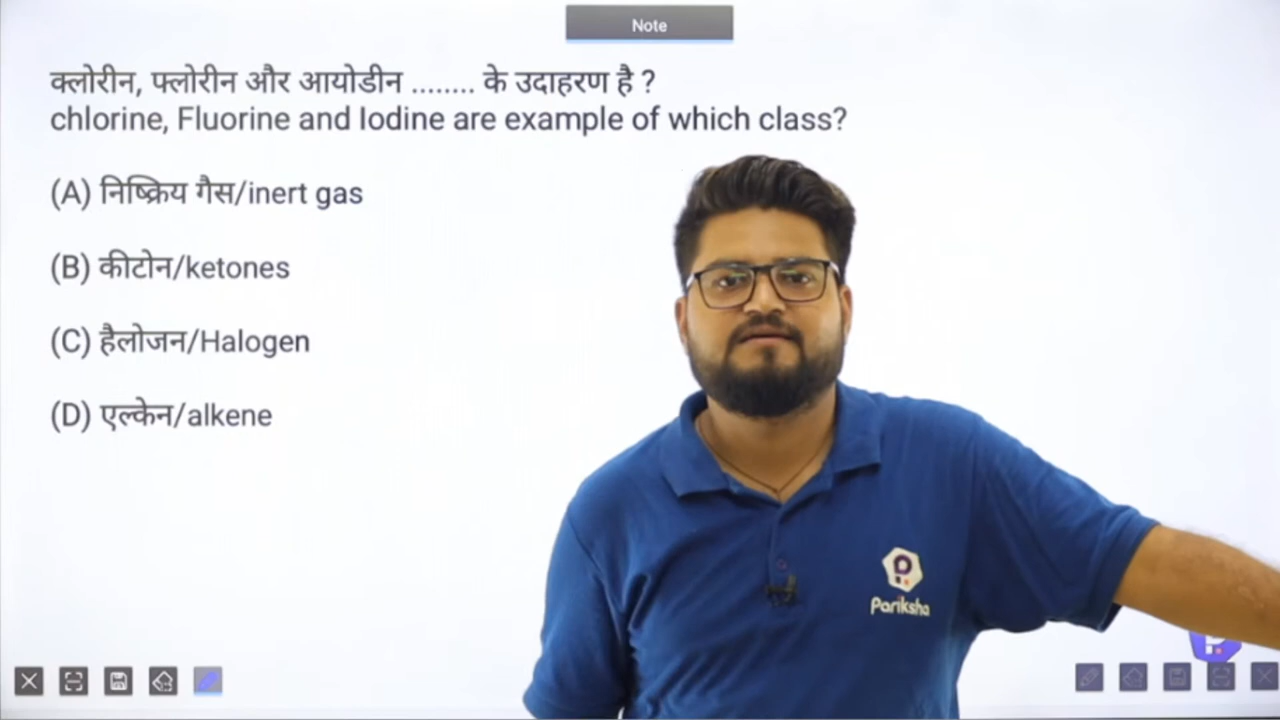 Note
क्लोरीन, फ्लोरीन और आयोडीन ........ के उदाहरण है ?
chlorine, Fluorine and Iodine are example of which class?
(A) निष्क्रिय गैस/inert gas
(B) कीटोन/ketones
(C) हैलोजन/Halogen
(D) एल्केन/alkene
Pariksha